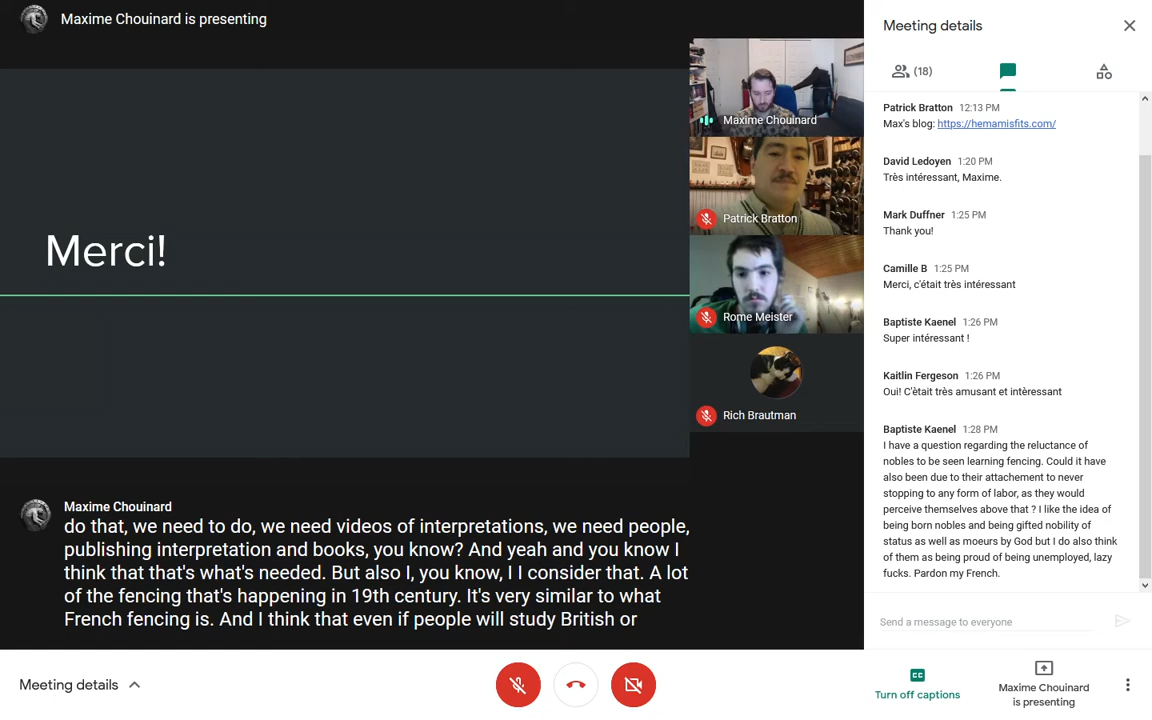 Maxime Chouinard is presenting
Merci!
Maxime Chouinard
Patrick Bratton
Rome Meister
Rich Brautman
Maxime Chouinard
do that, we need to do, we need videos of interpretations, we need people,
publishing interpretation and books, you know? And yeah and you know I
think that that's what's needed. But also I, you know, I I consider that. A lot
of the fencing that's happening in 19th century. It's very similar to what
French fencing is. And I think that even if people will study British or
Meeting details
(18)
Patrick Bratton 12:13 PM
Max's blog: https://hemamisfits.com/
David Ledoyen 1:20 PM
Très intéressant, Maxime.
Mark Duffner 1:25 PM
Thank you!
Camille B 1:25 PM
Merci, c'était très intéressant
Baptiste Kaenel 1:26 PM
Super intéressant !
Kaitlin Fergeson 1:26 PM
Oui! C'ètait très amusant et intèressant
Baptiste Kaenel 1:28 PM
I have a question regarding the reluctance of
nobles to be seen learning fencing. Could it have
also been due to their attachement to never
stopping to any form of labor, as they would
perceive themselves above that ? I like the idea of
being born nobles and being gifted nobility of
status as well as moeurs by God but I do also think
of them as being proud of being unemployed, lazy
fucks. Pardon my French.
Send a message to everyone
Meeting details
CC
Turn off captions
Maxime Chouinard
is presenting